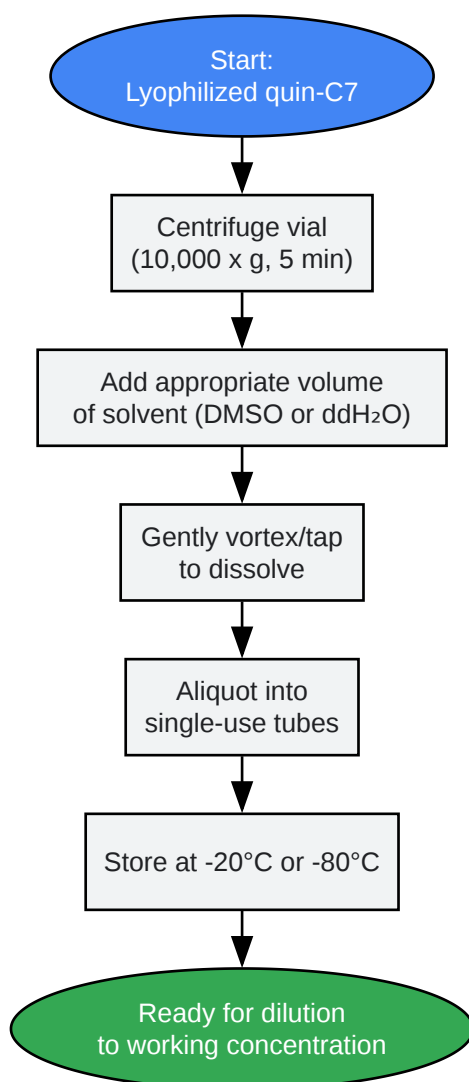 Start:
Lyophilized quin-C7
Centrifuge vial
(10,000 x g, 5 min)
Add appropriate volume
of solvent (DMSO or ddH₂O)
Gently vortex/tap
to dissolve
Aliquot into
single-use tubes
Store at -20°C or -80°C
Ready for dilution
to working concentration